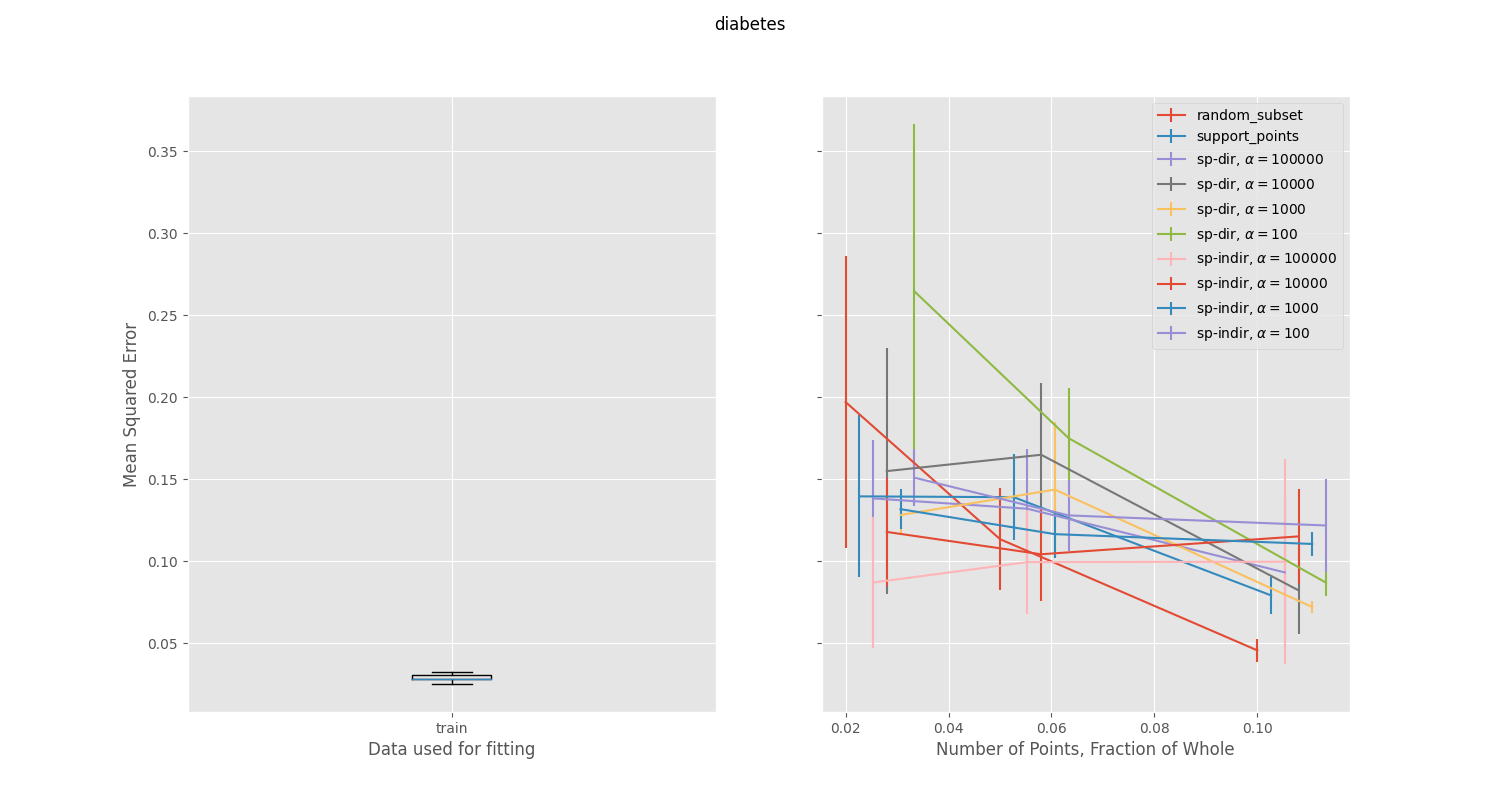 diabetes
Mean Squared Error
0.35
0.30
0.25
0.20
0.15
0.10
0.05
train
Data used for fitting
random_subset
support_points
sp-dir, α = 100000
sp-dir, α = 10000
sp-dir, α = 1000
sp-dir, α = 100
sp-indir, α = 100000
sp-indir, α = 10000
sp-indir, α = 1000
sp-indir, α = 100
0.02 0.04 0.06 0.08 0.10
Number of Points, Fraction of Whole